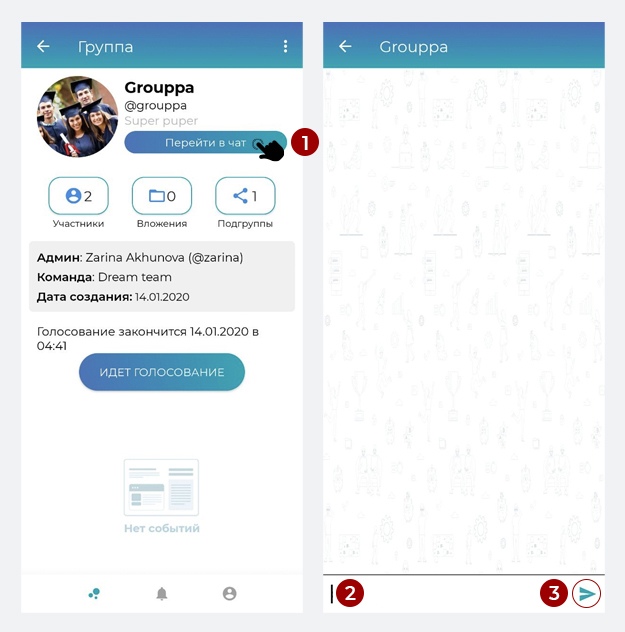 Группа
Grouppa
@grouppa
Super puper
Перейти в чат
1
2
0
1
Участники
Вложения
Подгруппы
Админ: Zarina Akhunova (@zarina)
Команда: Dream team
Дата создания: 14.01.2020
Голосование закончится 14.01.2020 в
04:41
ИДЕТ ГОЛОСОВАНИЕ
Нет событий
Grouppa
2
3